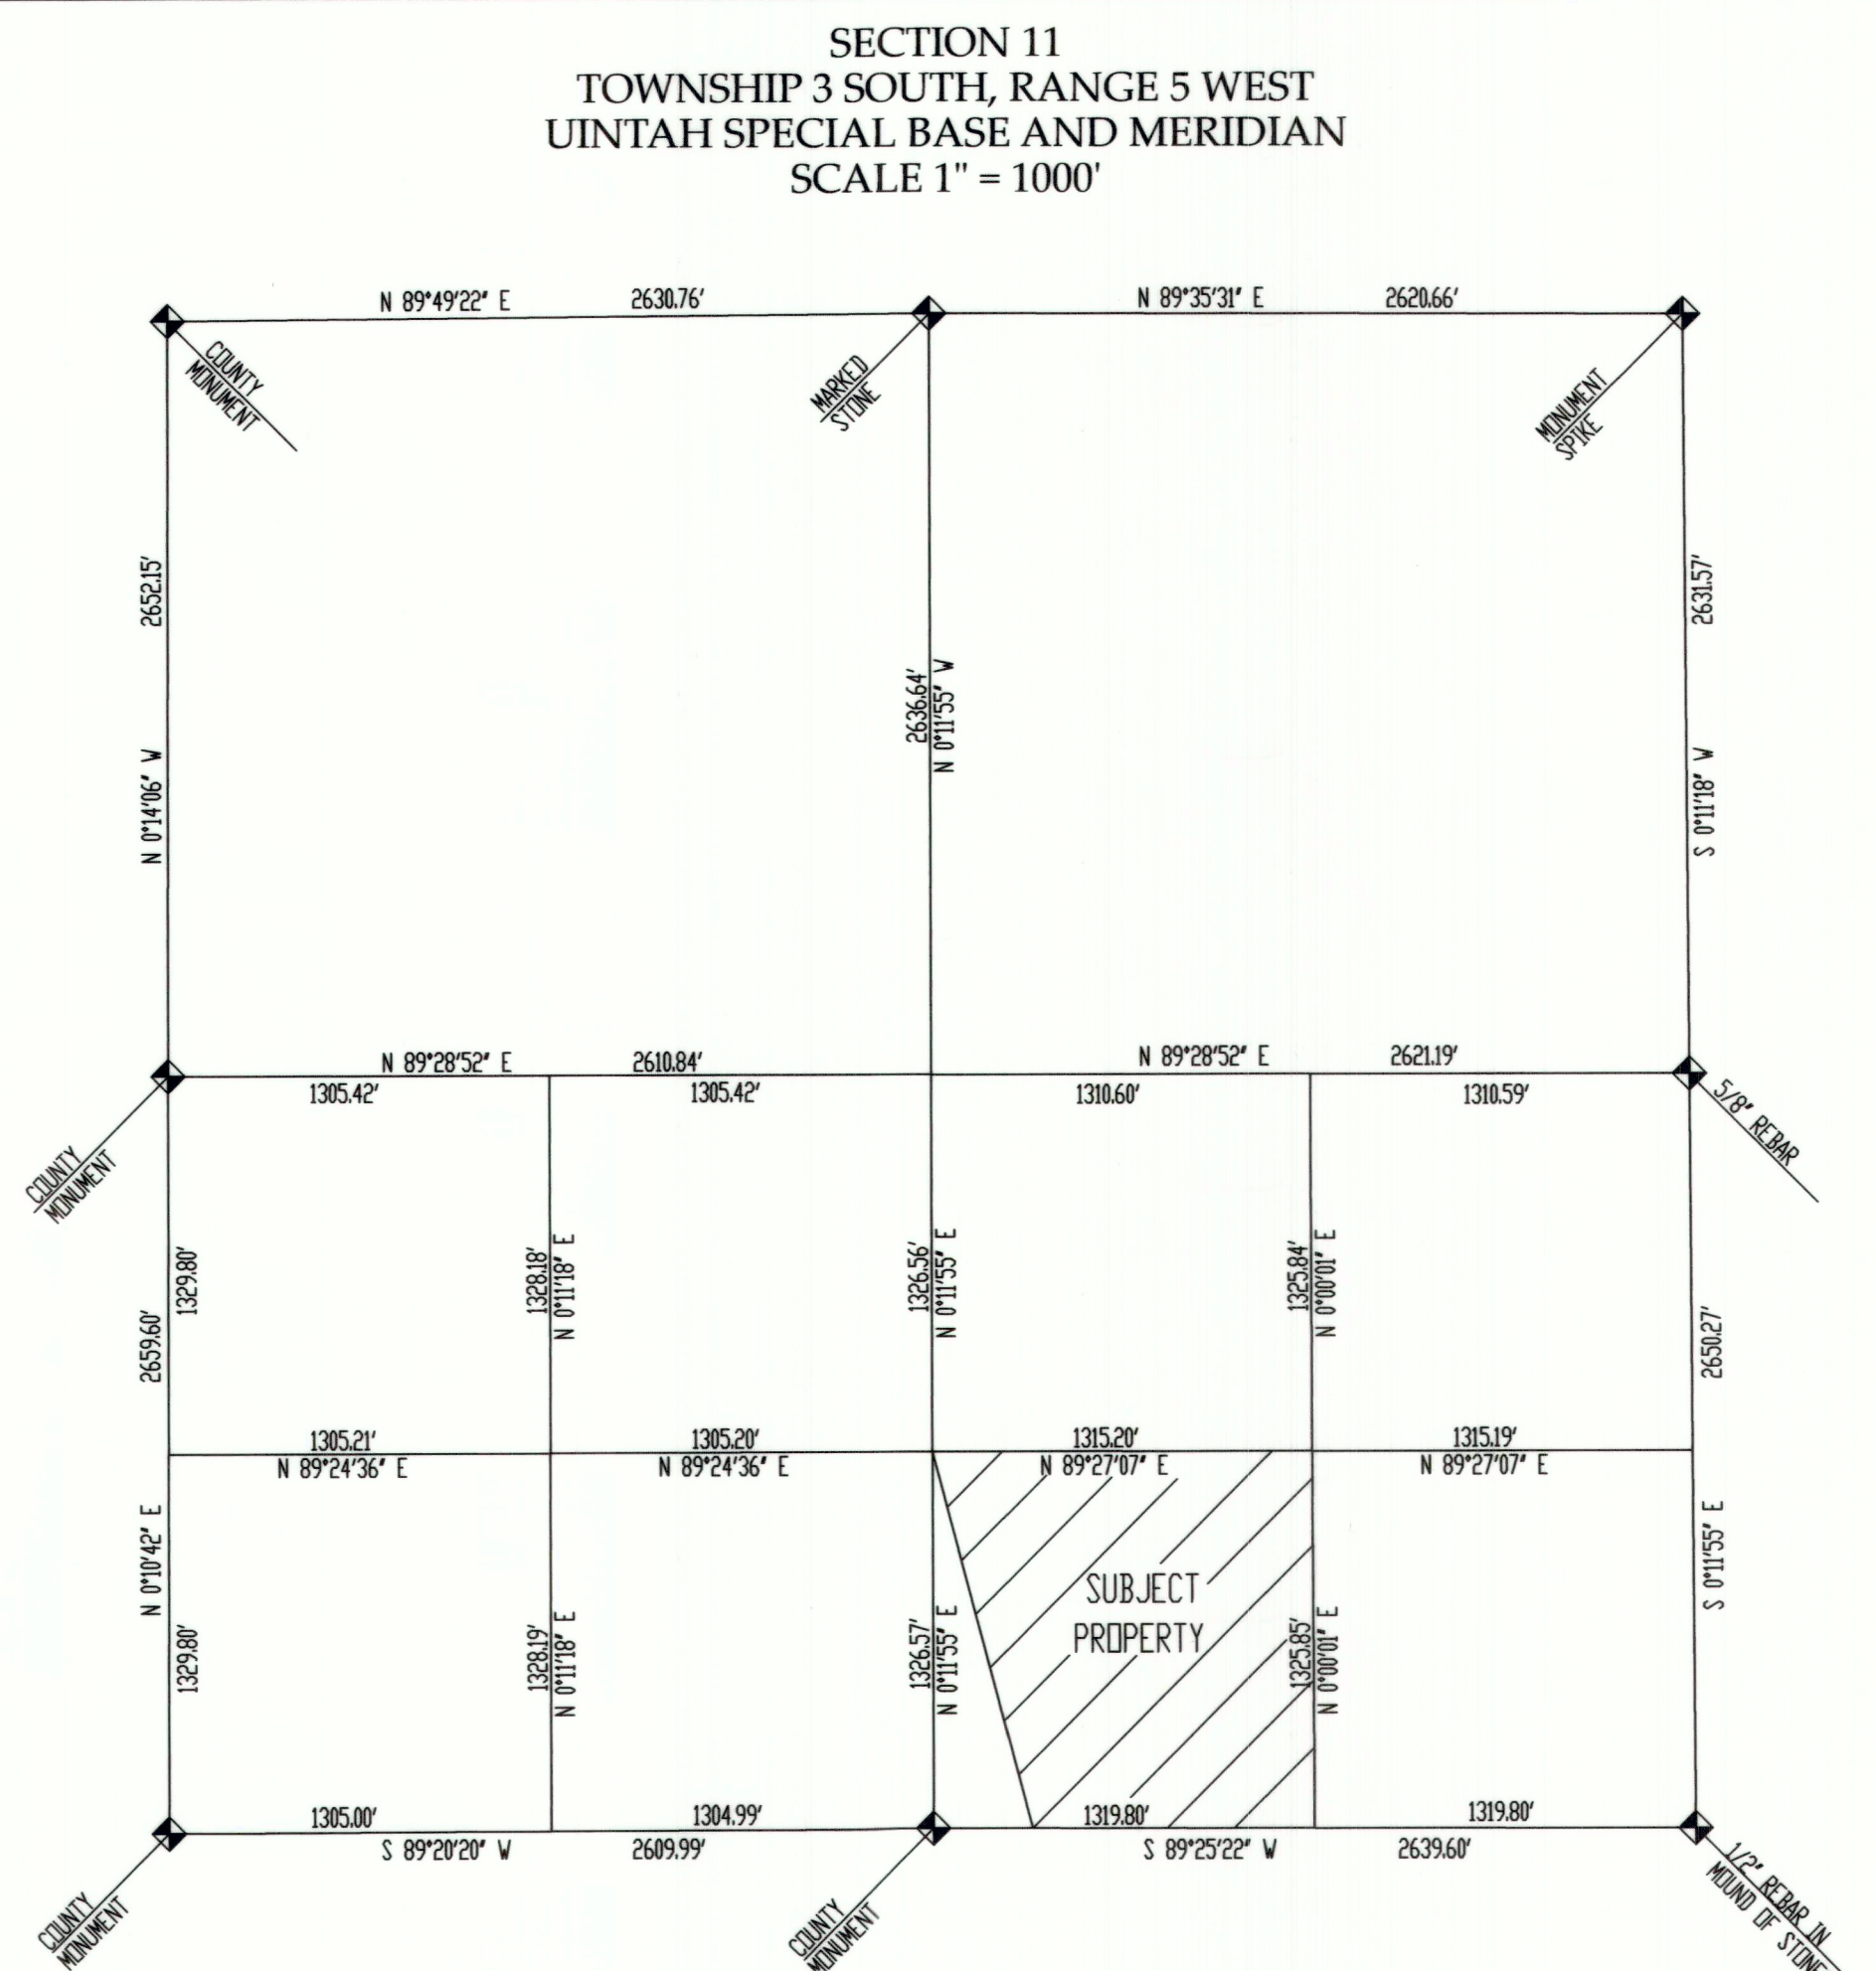 SECTION 11
TOWNSHIP 3 SOUTH, RANGE 5 WEST
UINTAH SPECIAL BASE AND MERIDIAN
SCALE 1" = 1000'
N 89°49'22" E
2630.76'
N 89°35'31" E
2620.66'
COUNTY
MONUMENT
MARKED
STONE
MONUMENT
SPIKE
2652.15'
N 0°14'06" W
2636.64'
N 0°11'55" W
2631.57'
S 0°11'18" W
N 89°28'52" E
2610.84'
N 89°28'52" E
2621.19'
1305.42'
1305.42'
1310.60'
1310.59'
COUNTY
MONUMENT
5/8" REBAR
2659.60'
1329.80'
1328.18'
N 0°11'18" E
1326.56'
N 0°11'55" E
1325.84'
N 0°00'01" E
2650.27'
1305.21'
1305.20'
1315.20'
1315.19'
N 89°24'36" E
N 89°24'36" E
N 89°27'07" E
N 89°27'07" E
N 0°10'42" E
1329.80'
1328.19'
N 0°11'18" E
1326.57'
N 0°11'55" E
SUBJECT
PROPERTY
1325.85'
N 0°00'01" E
S 0°11'55" E
1305.00'
1304.99'
1319.80'
1319.80'
S 89°20'20" W
2609.99'
S 89°25'22" W
2639.60'
COUNTY
MONUMENT
COUNTY
MONUMENT
1/2" REBAR IN
MOUND OF STONE